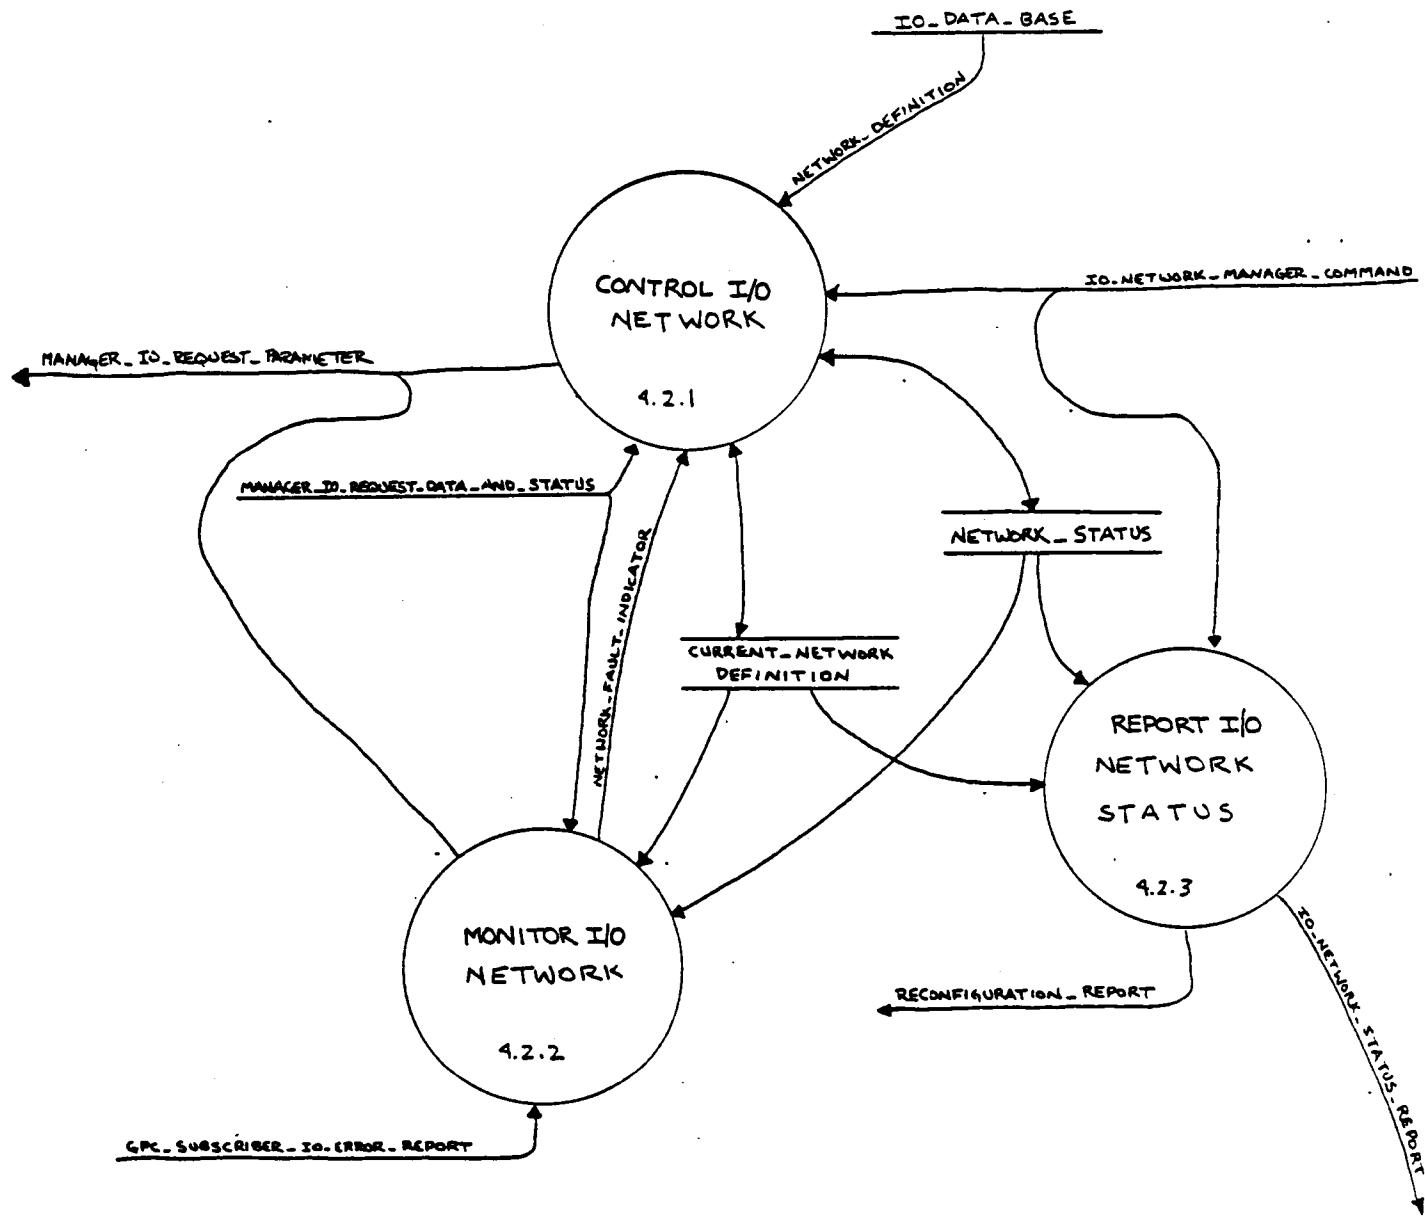 IO_DATA_BASE
NETWORK_DEFINITION
CONTROL I/O
NETWORK
4.2.1
IO_NETWORK_MANAGER_COMMAND
MANAGER_IO_REQUEST_PARAMETER
MANAGER_IO_REQUEST_DATA_AND_STATUS
NETWORK_FAULT_INDICATOR
NETWORK_STATUS
CURRENT_NETWORK
DEFINITION
REPORT I/O
NETWORK
STATUS
4.2.3
MONITOR I/O
NETWORK
4.2.2
RECONFIGURATION_REPORT
IO_NETWORK_STATUS_REPORT
GPC_SUBSCRIBER_IO_ERROR_REPORT